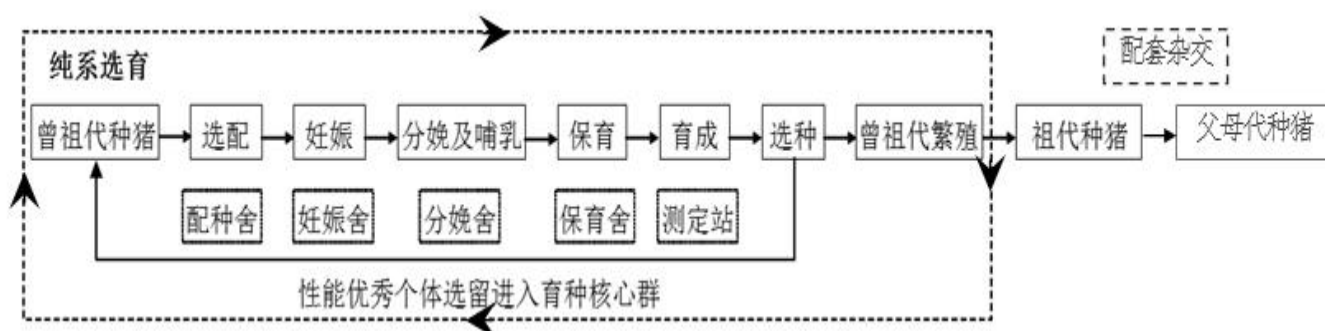 配套杂交
纯系选育
曾祖代种猪
选配
妊娠
分娩及哺乳
保育
育成
选种
曾祖代繁殖
祖代种猪
父母代种猪
配种舍
妊娠舍
分娩舍
保育舍
测定站
性能优秀个体选留进入育种核心群